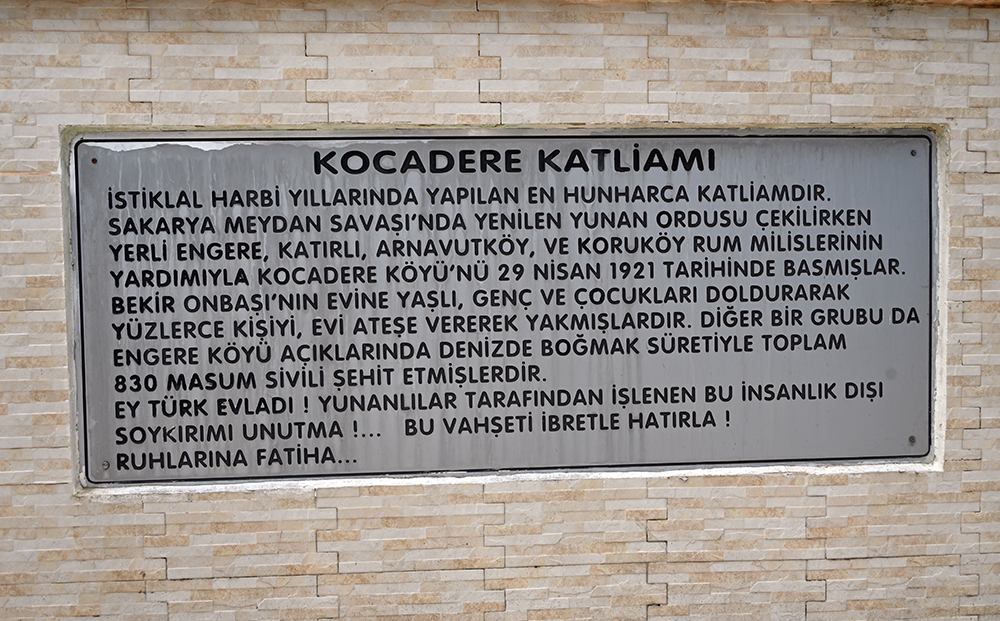 KOCADERE KATLİAMI
İSTİKLAL HARBİ YILLARINDA YAPILAN EN HUNHARCA KATLİAMDIR.
SAKARYA MEYDAN SAVAŞI'NDA YENİLEN YUNAN ORDUSU ÇEKİLİRKEN
YERLİ ENGERE, KATIRLI, ARNAVUTKÖY, VE KORUKÖY RUM MİLİSLERİNİN
YARDIMIYLA KOCADERE KÖYÜ'NÜ 29 NİSAN 1921 TARİHİNDE BASMIŞLAR.
BEKİR ONBAŞI'NIN EVİNE YAŞLI, GENÇ VE ÇOCUKLARI DOLDURARAK
YÜZLERCE KİŞİYİ, EVİ ATEŞE VEREREK YAKMIŞLARDIR. DİĞER BİR GRUBU DA
ENGERE KÖYÜ AÇIKLARINDA DENİZDE BOĞMAK SÜRETİYLE TOPLAM
830 MASUM SİVİLİ ŞEHİT ETMİŞLERDİR.
EY TÜRK EVLADI ! YUNANLILAR TARAFINDAN İŞLENEN BU İNSANLIK DIŞI
SOYKIRIMI UNUTMA !... BU VAHŞETİ İBRETLE HATIRLA !
RUHLARINA FATİHA...